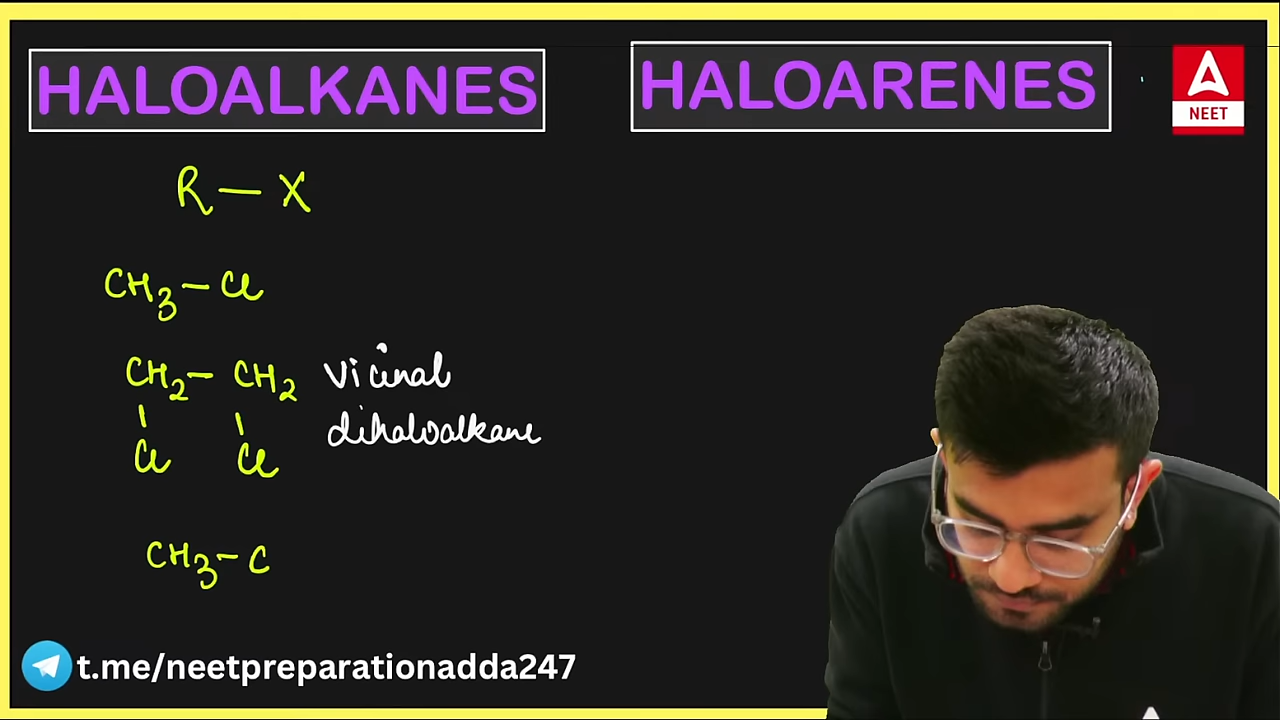 HALOALKANES
HALOARENES
NEET
R — X
CH₃ — Cl
CH₂ — CH₂
Cl Cl
Vicinal
dihaloalkane
CH₃ — C
t.me/neetpreparationadda247